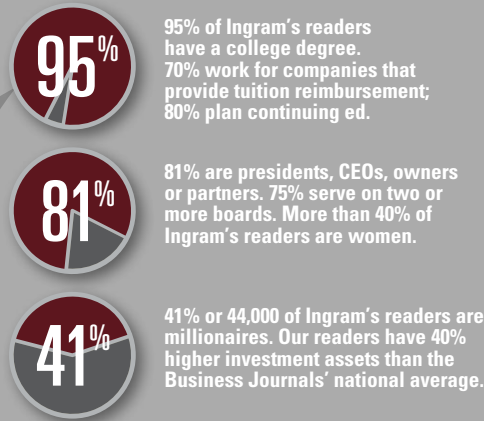 95%
95% of Ingram's readers
have a college degree.
70% work for companies that
provide tuition reimbursement;
80% plan continuing ed.
81%
81% are presidents, CEOs, owners
or partners. 75% serve on two or
more boards. More than 40% of
Ingram's readers are women.
41%
41% or 44,000 of Ingram's readers are
millionaires. Our readers have 40%
higher investment assets than the
Business Journals' national average.